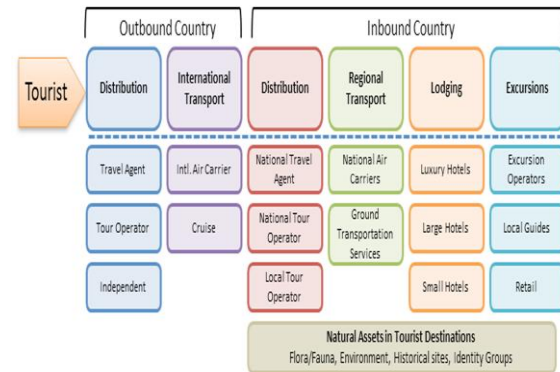 Outbound Country
Inbound Country
Tourist
Distribution
International
Transport
Distribution
Regional
Transport
Lodging
Excursions
Travel Agent
Intl. Air Carrier
National Travel
Agent
National Air
Carriers
Luxury Hotels
Excursion
Operators
Tour Operator
Cruise
National Tour
Operator
Ground
Transportation
Services
Large Hotels
Local Guides
Independent
Local Tour
Operator
Small Hotels
Retail
Natural Assets in Tourist Destinations
Flora/Fauna, Environment, Historical sites, Identity Groups